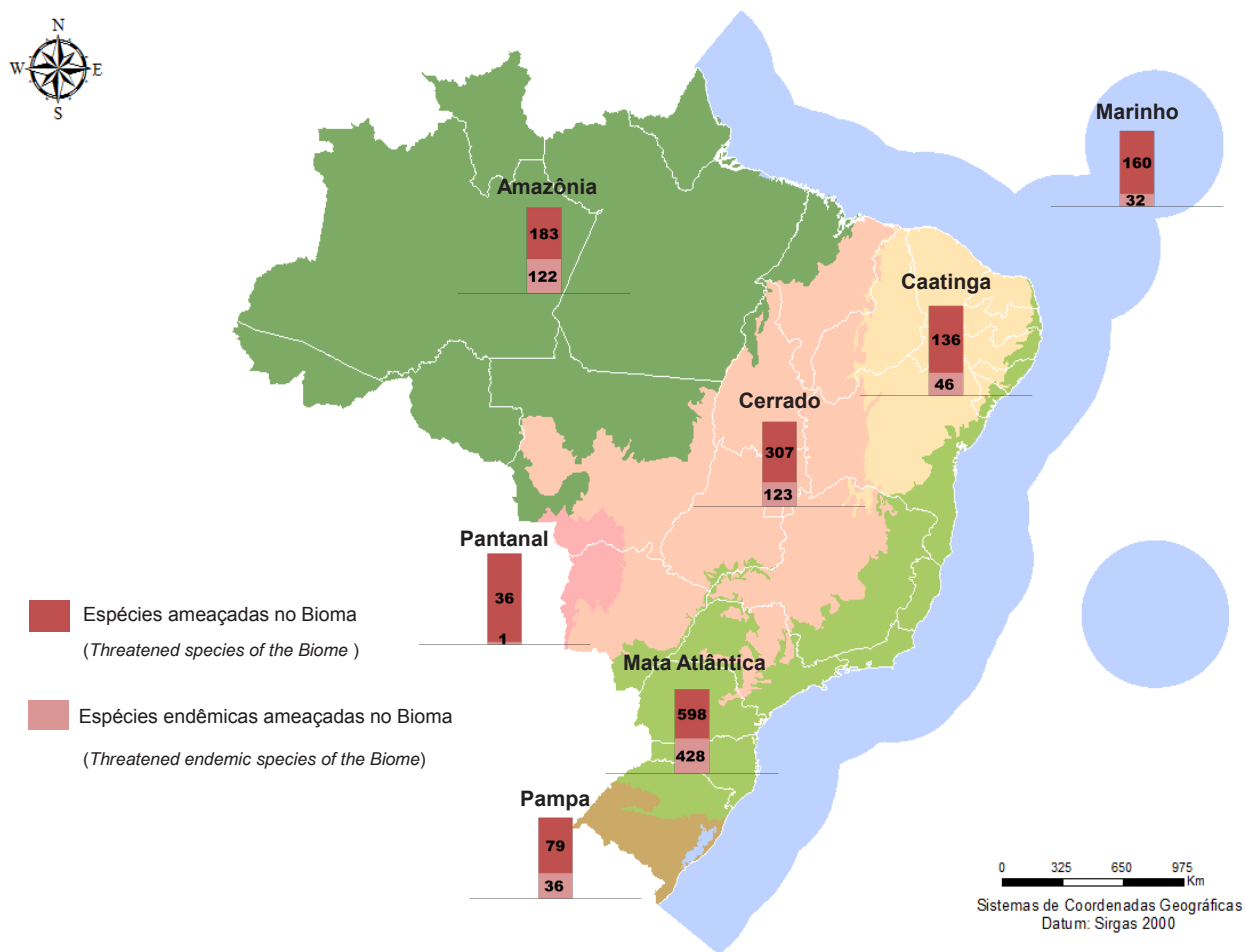 N
W E
S
Marinho
160
32
Amazônia
183
122
Caatinga
136
46
Cerrado
307
123
Pantanal
36
1
Espécies ameaçadas no Bioma
(Threatened species of the Biome )
Espécies endêmicas ameaçadas no Bioma
(Threatened endemic species of the Biome)
Mata Atlântica
598
428
Pampa
79
36
0 325 650 975
Km
Sistemas de Coordenadas Geográficas
Datum: Sirgas 2000